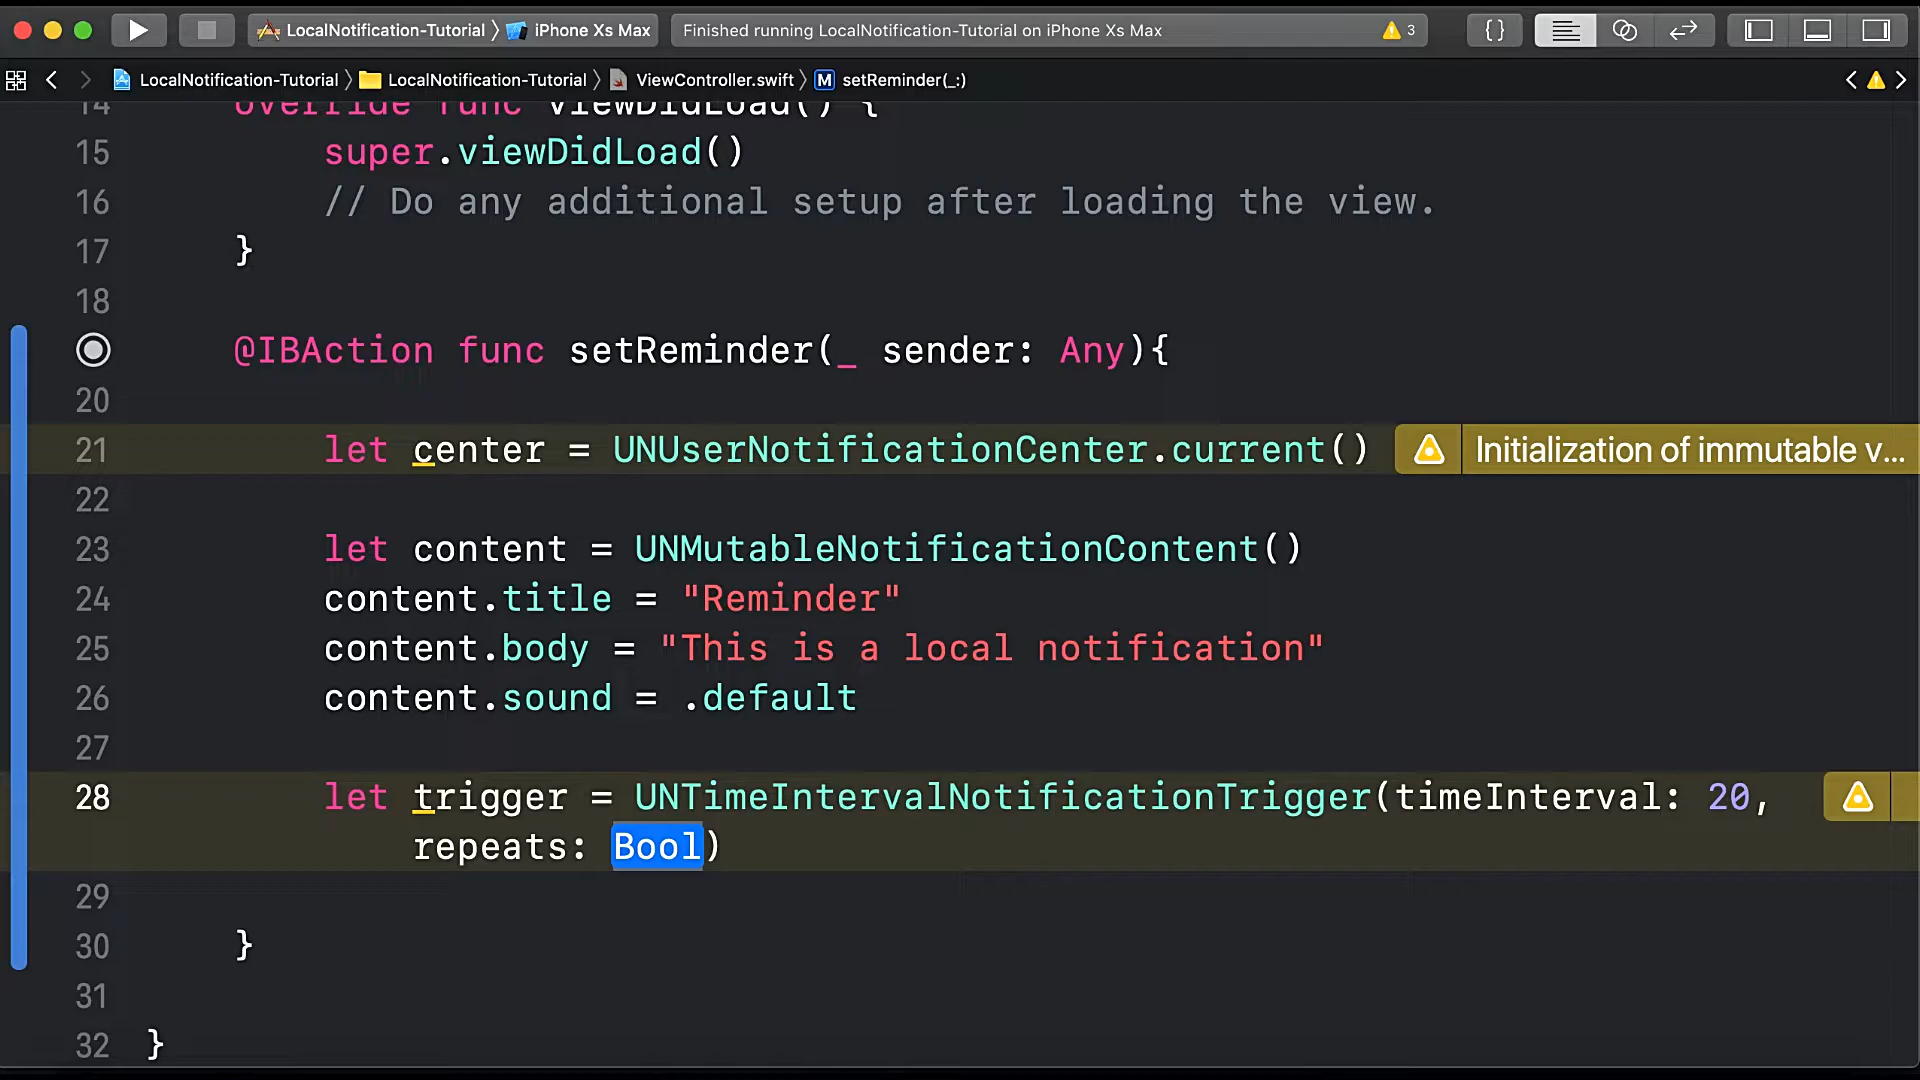 LocalNotification-Tutorial 〉 iPhone Xs Max
Finished running LocalNotification-Tutorial on iPhone Xs Max
3
{}
LocalNotification-Tutorial 〉 LocalNotification-Tutorial 〉 ViewController.swift 〉 M setReminder(_:)
14 override func viewDidLoad() {
15 super.viewDidLoad()
16 // Do any additional setup after loading the view.
17 }
18
@IBAction func setReminder(_ sender: Any){
20
21 let center = UNUserNotificationCenter.current() Initialization of immutable v...
22
23 let content = UNMutableNotificationContent()
24 content.title = "Reminder"
25 content.body = "This is a local notification"
26 content.sound = .default
27
28 let trigger = UNTimeIntervalNotificationTrigger(timeInterval: 20,
repeats: Bool)
29
30 }
31
32 }